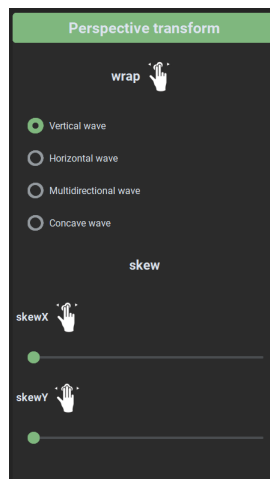 Perspective transform
wrap
Vertical wave
Horizontal wave
Multidirectional wave
Concave wave
skew
skewX
skewY